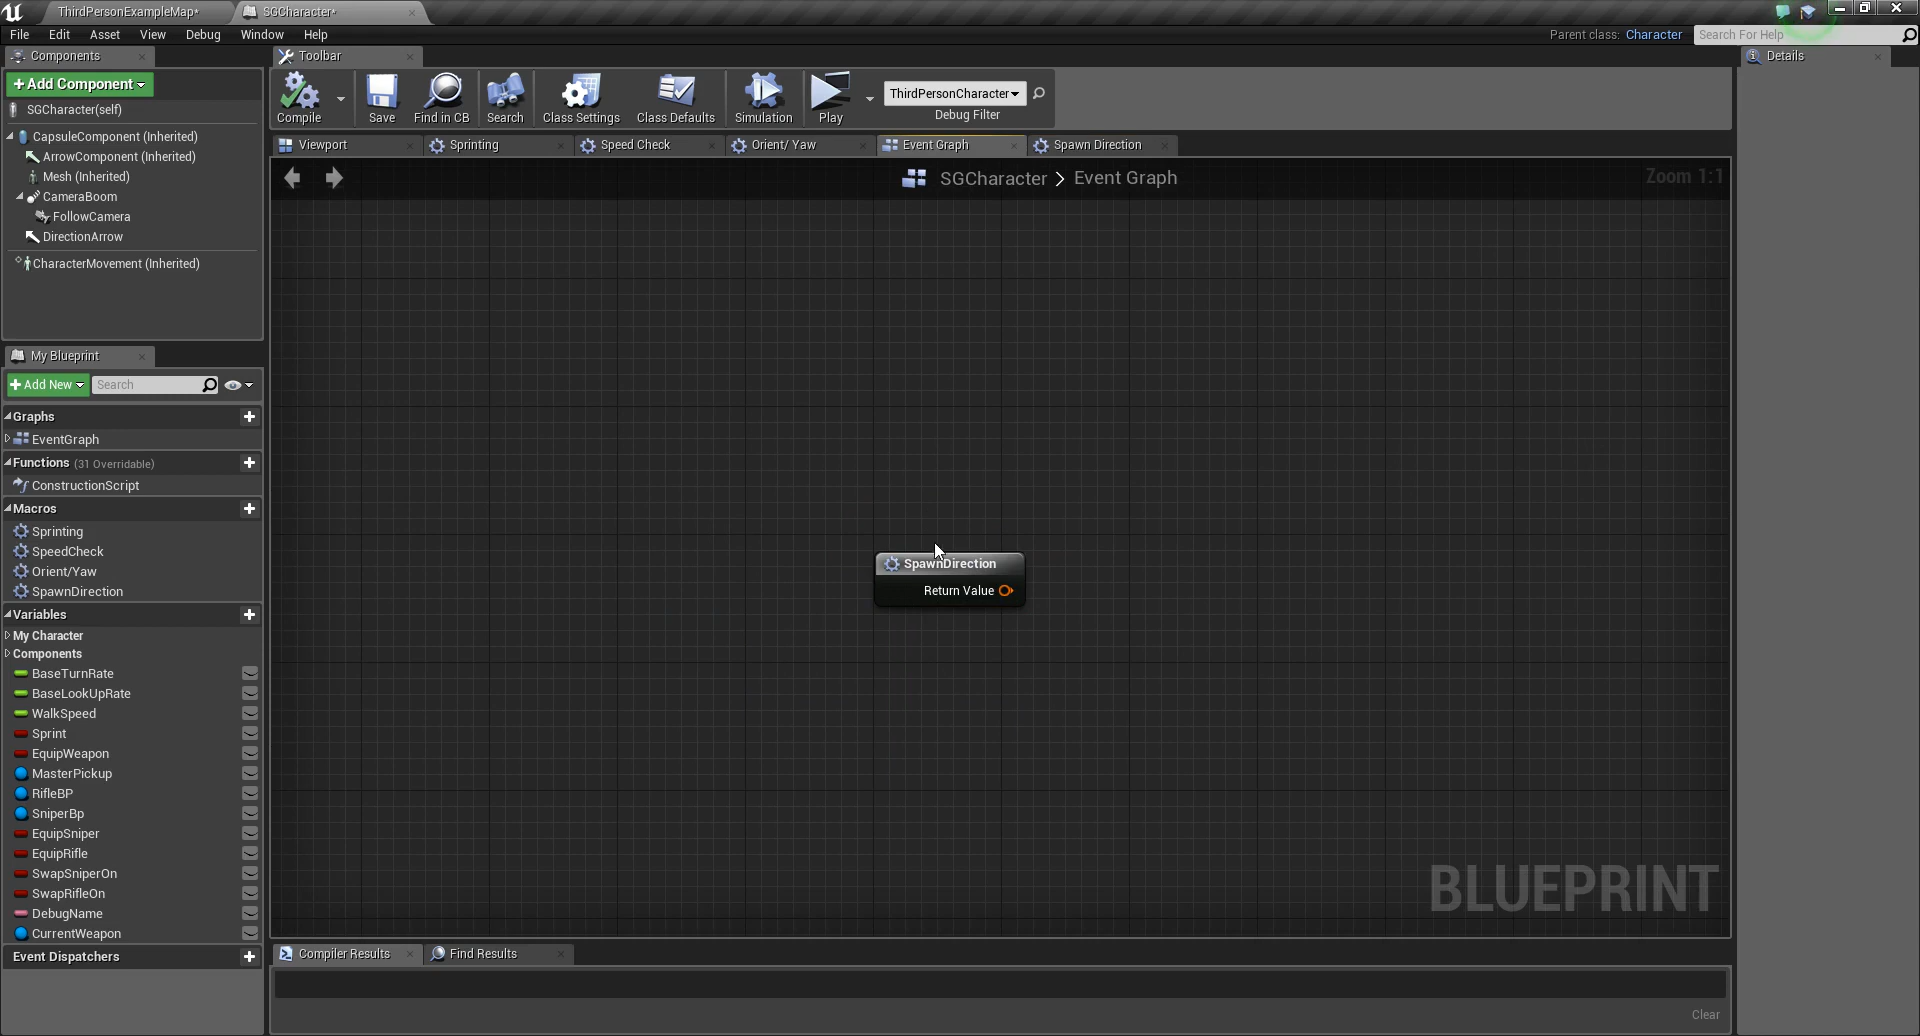 ThirdPersonExampleMap*
SGCharacter*
File Edit Asset View Debug Window Help
Parent class: Character
Search For Help
Components
Toolbar
Details
+Add Component
SGCharacter(self)
CapsuleComponent (Inherited)
ArrowComponent (Inherited)
Mesh (Inherited)
CameraBoom
FollowCamera
DirectionArrow
CharacterMovement (Inherited)
Compile Save Find in CB Search Class Settings Class Defaults Simulation Play
ThirdPersonCharacter
Debug Filter
Viewport Sprinting Speed Check Orient/ Yaw Event Graph Spawn Direction
SGCharacter > Event Graph
Zoom 1:1
My Blueprint
+Add New
Search
Graphs
EventGraph
Functions (31 Overridable)
ConstructionScript
Macros
Sprinting
SpeedCheck
Orient/Yaw
SpawnDirection
Variables
My Character
Components
BaseTurnRate
BaseLookUpRate
WalkSpeed
Sprint
EquipWeapon
MasterPickup
RifleBP
SniperBp
EquipSniper
EquipRifle
SwapSniperOn
SwapRifleOn
DebugName
CurrentWeapon
Event Dispatchers
SpawnDirection
Return Value
BLUEPRINT
Compiler Results
Find Results
Clear